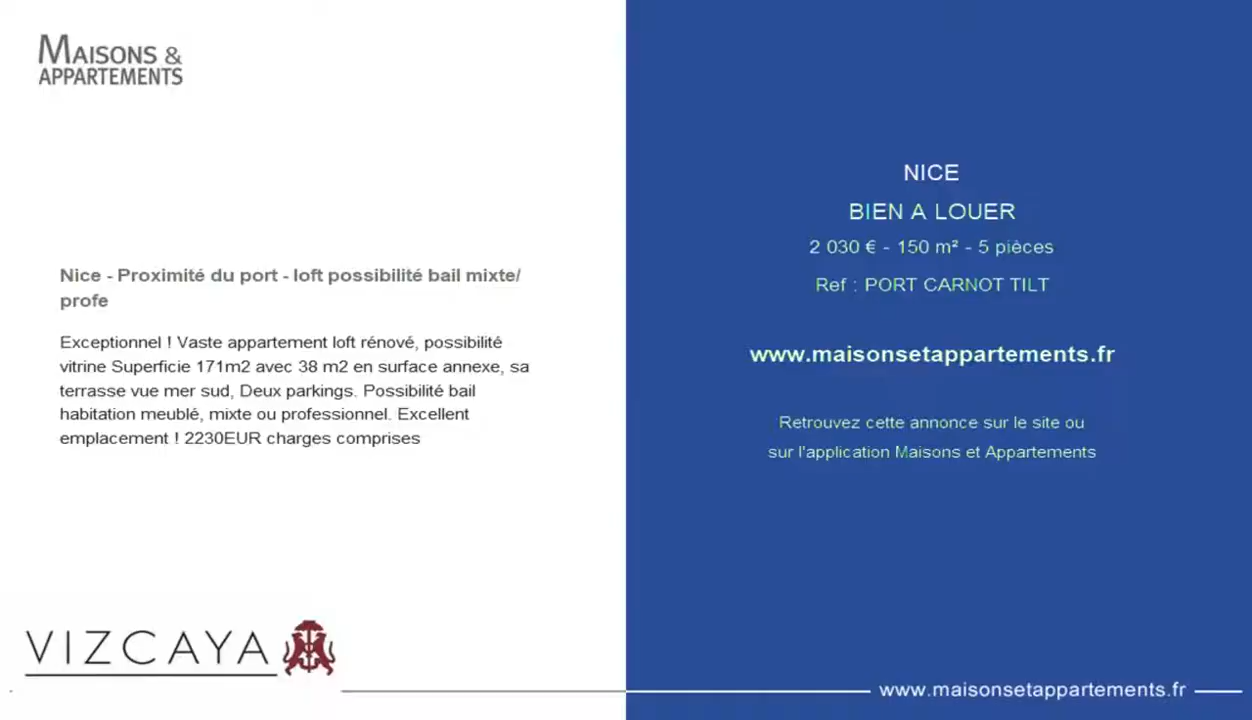 MAISONS &
APPARTEMENTS
Nice - Proximité du port - loft possibilité bail mixte/
profe
Exceptionnel ! Vaste appartement loft rénové, possibilité
vitrine Superficie 171m2 avec 38 m2 en surface annexe, sa
terrasse vue mer sud, Deux parkings. Possibilité bail
habitation meublé, mixte ou professionnel. Excellent
emplacement ! 2230EUR charges comprises
VIZCAYA
NICE
BIEN A LOUER
2 030 € - 150 m² - 5 pièces
Ref : PORT CARNOT TILT
www.maisonsetappartements.fr
Retrouvez cette annonce sur le site ou
sur l'application Maisons et Appartements
www.maisonsetappartements.fr